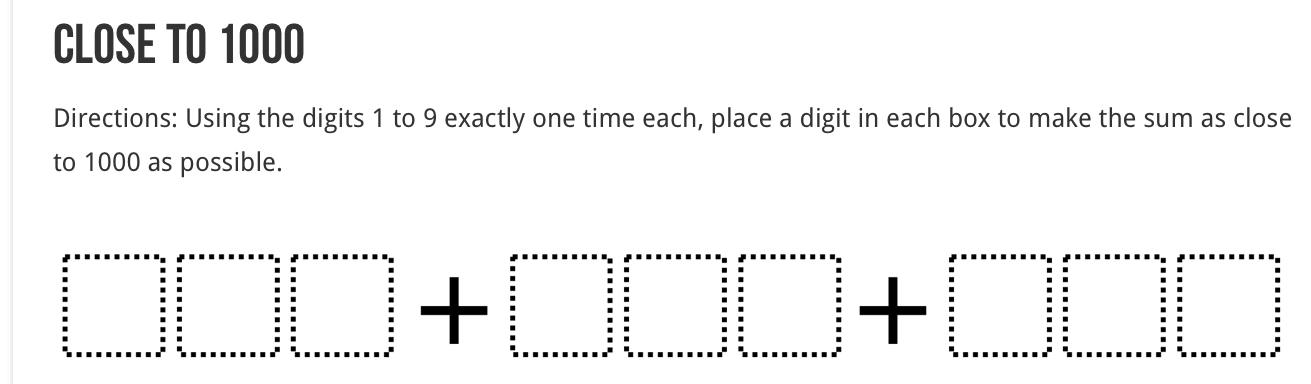 CLOSE TO 1000
Directions: Using the digits 1 to 9 exactly one time each, place a digit in each box to make the sum as close
to 1000 as possible.
+ +